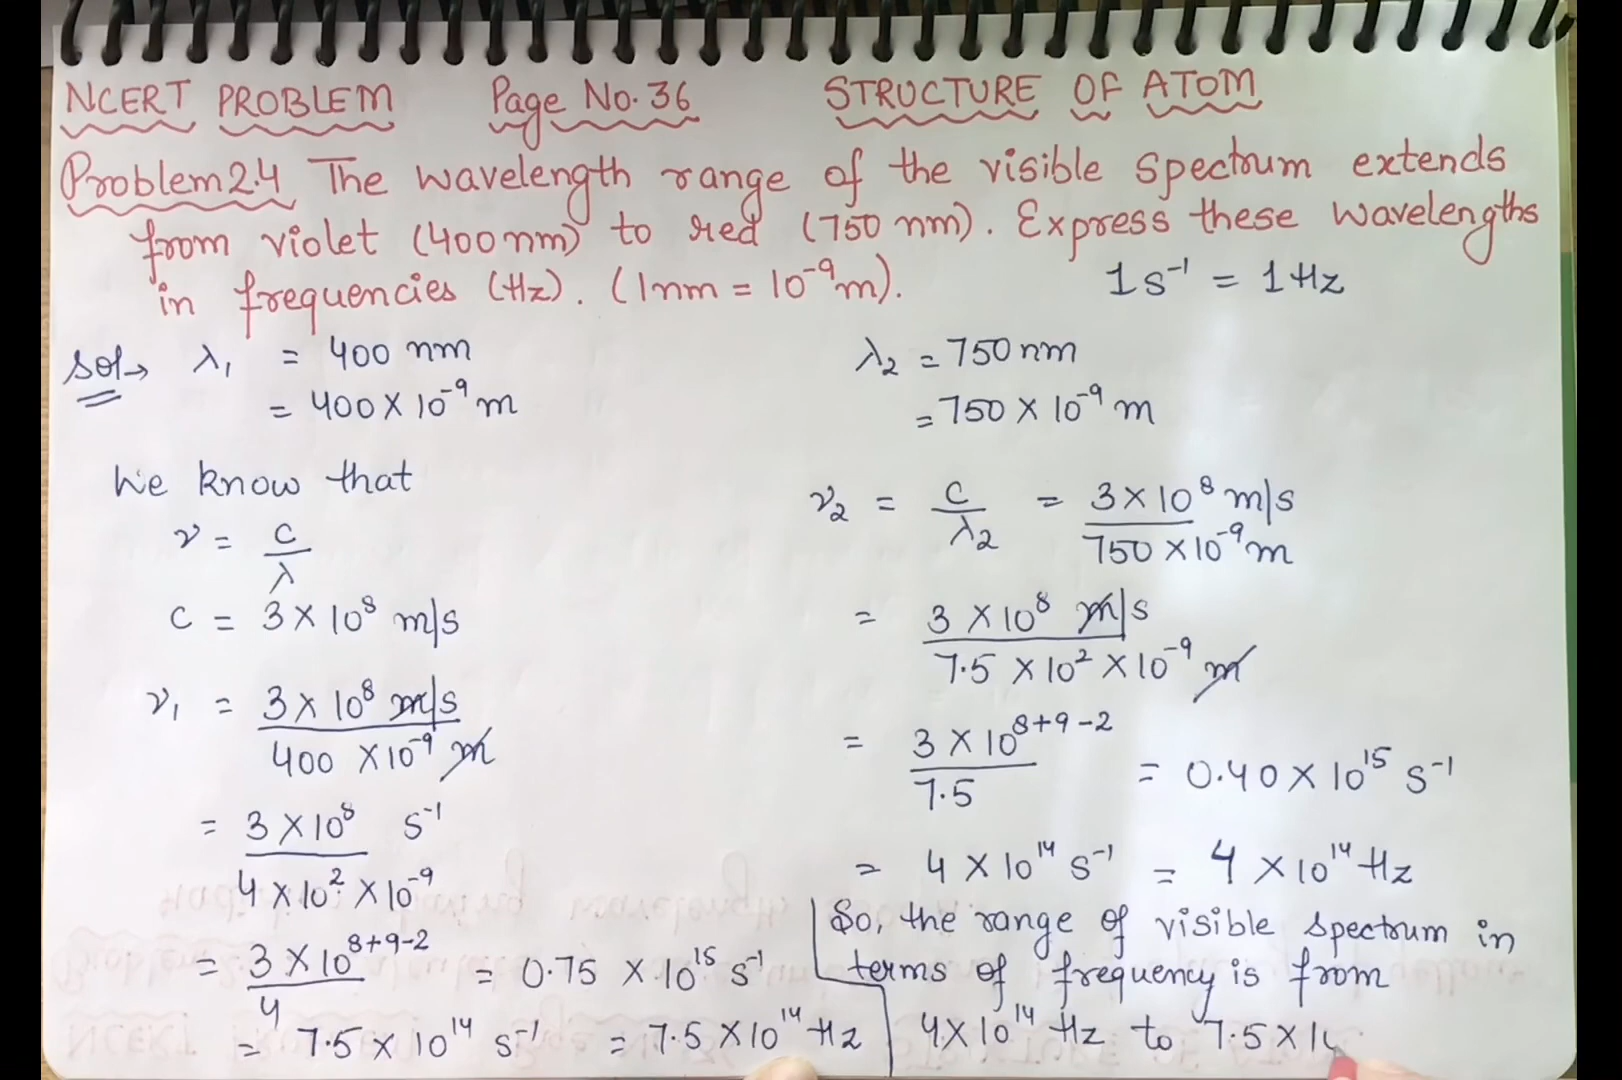 NCERT PROBLEM Page No. 36 STRUCTURE OF ATOM
Problem 2.4 The wavelength range of the visible spectrum extends
from violet (400 nm) to red (750 nm). Express these wavelengths
in frequencies (Hz). (1nm = 10⁻⁹m).
1 s⁻¹ = 1 Hz
Sol→ λ₁ = 400 nm
= 400 × 10⁻⁹ m
We know that
ν = c/λ
c = 3 × 10⁸ m/s
ν₁ = 3 × 10⁸ m/s / 400 × 10⁻⁹ m
= 3 × 10⁸ s⁻¹ / 4 × 10² × 10⁻⁹
= 3 × 10⁸⁺⁹⁻² / 4 = 0.75 × 10¹⁵ s⁻¹
= 7.5 × 10¹⁴ s⁻¹ = 7.5 × 10¹⁴ Hz
λ₂ = 750 nm
= 750 × 10⁻⁹ m
ν₂ = c/λ₂ = 3 × 10⁸ m/s / 750 × 10⁻⁹ m
= 3 × 10⁸ m/s / 7.5 × 10² × 10⁻⁹ m
= 3 × 10⁸⁺⁹⁻² / 7.5 = 0.40 × 10¹⁵ s⁻¹
= 4 × 10¹⁴ s⁻¹ = 4 × 10¹⁴ Hz
So, the range of visible spectrum in
terms of frequency is from
4 × 10¹⁴ Hz to 7.5 × 10